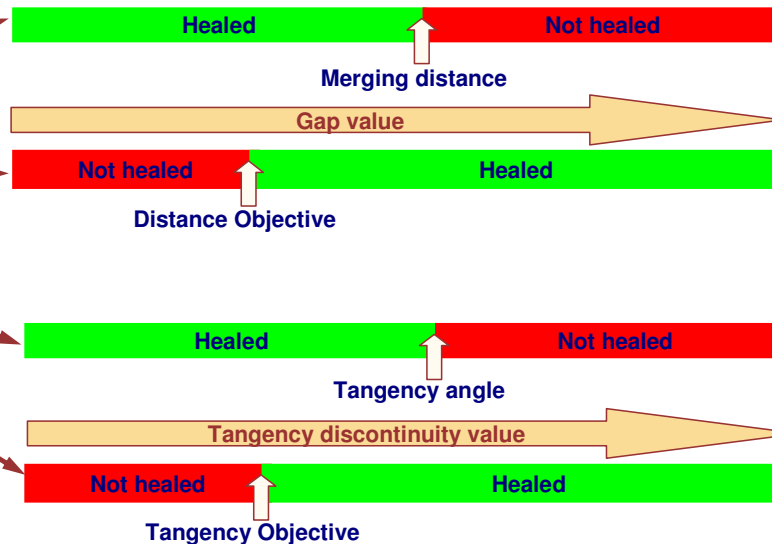 Healed Not healed
Merging distance
Gap value
Not healed Healed
Distance Objective
Healed Not healed
Tangency angle
Tangency discontinuity value
Not healed Healed
Tangency Objective